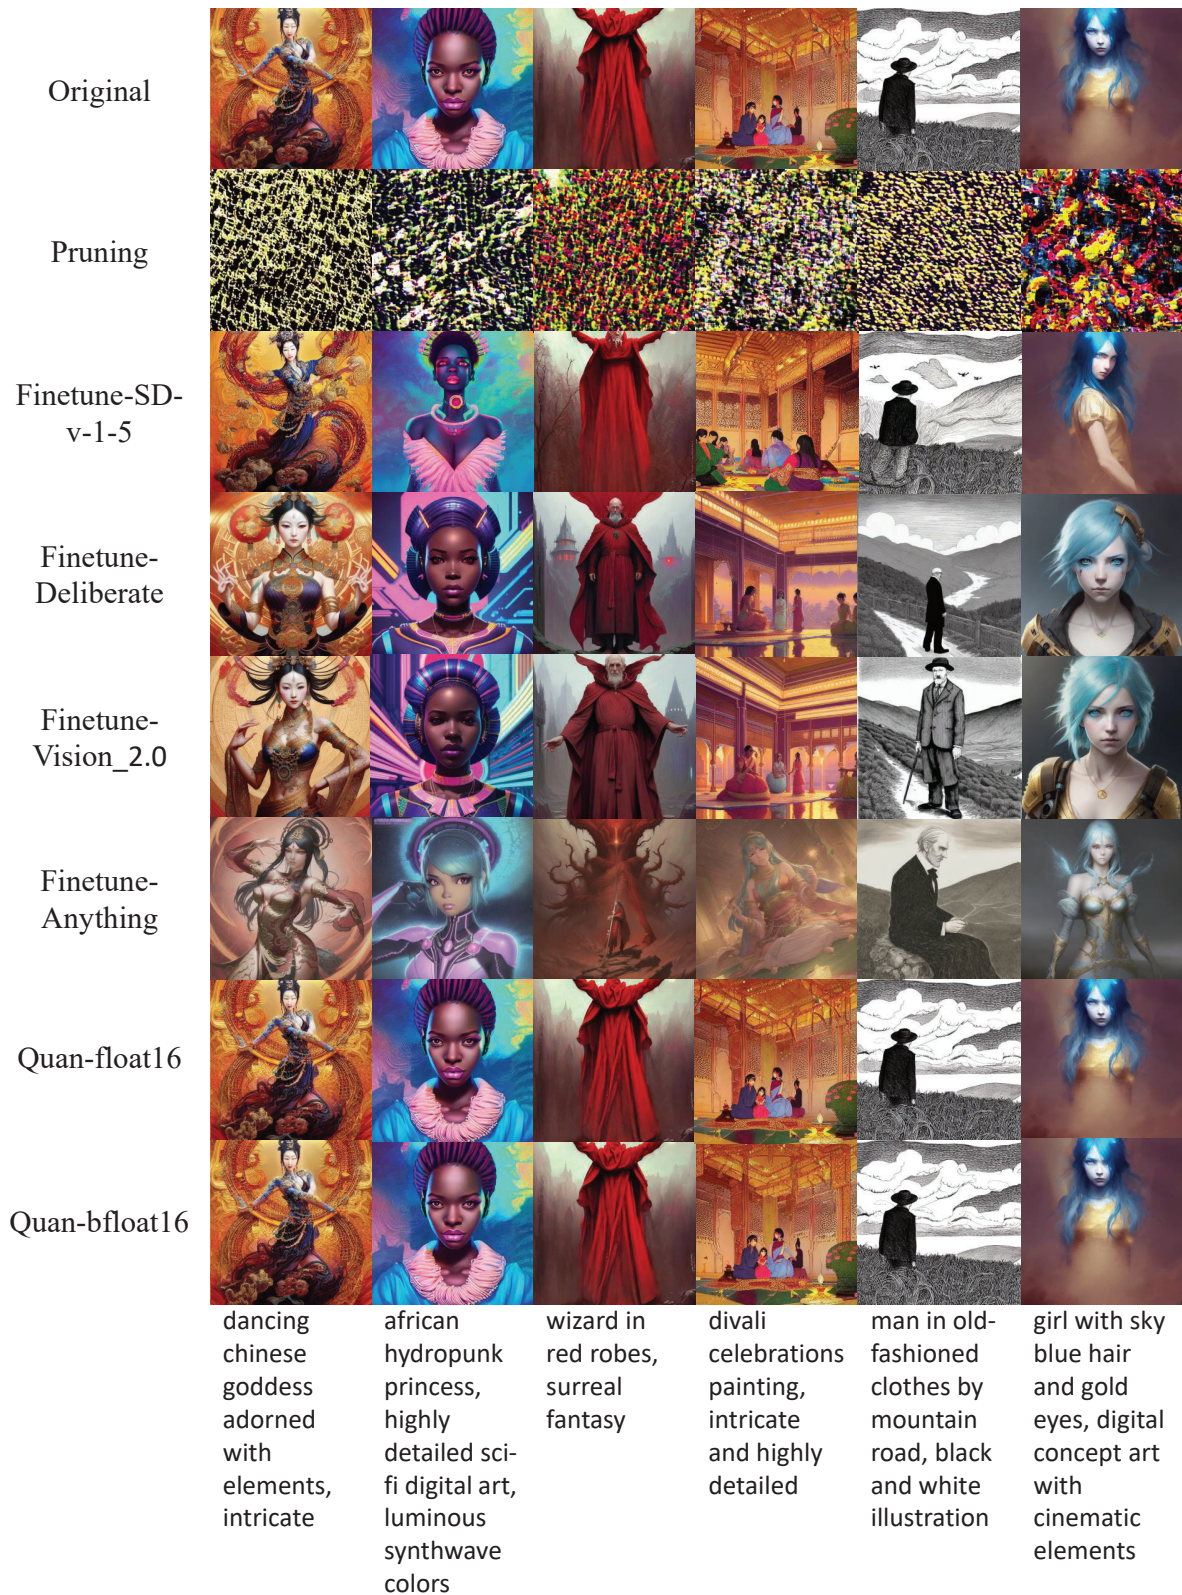 Original
Pruning
Finetune-SD-
v-1-5
Finetune-
Deliberate
Finetune-
Vision_2.0
Finetune-
Anything
Quan-float16
Quan-bfloat16
dancing
chinese
goddess
adorned
with
elements,
intricate
african
hydropunk
princess,
highly
detailed sci-
fi digital art,
luminous
synthwave
colors
wizard in
red robes,
surreal
fantasy
divali
celebrations
painting,
intricate
and highly
detailed
man in old-
fashioned
clothes by
mountain
road, black
and white
illustration
girl with sky
blue hair
and gold
eyes, digital
concept art
with
cinematic
elements